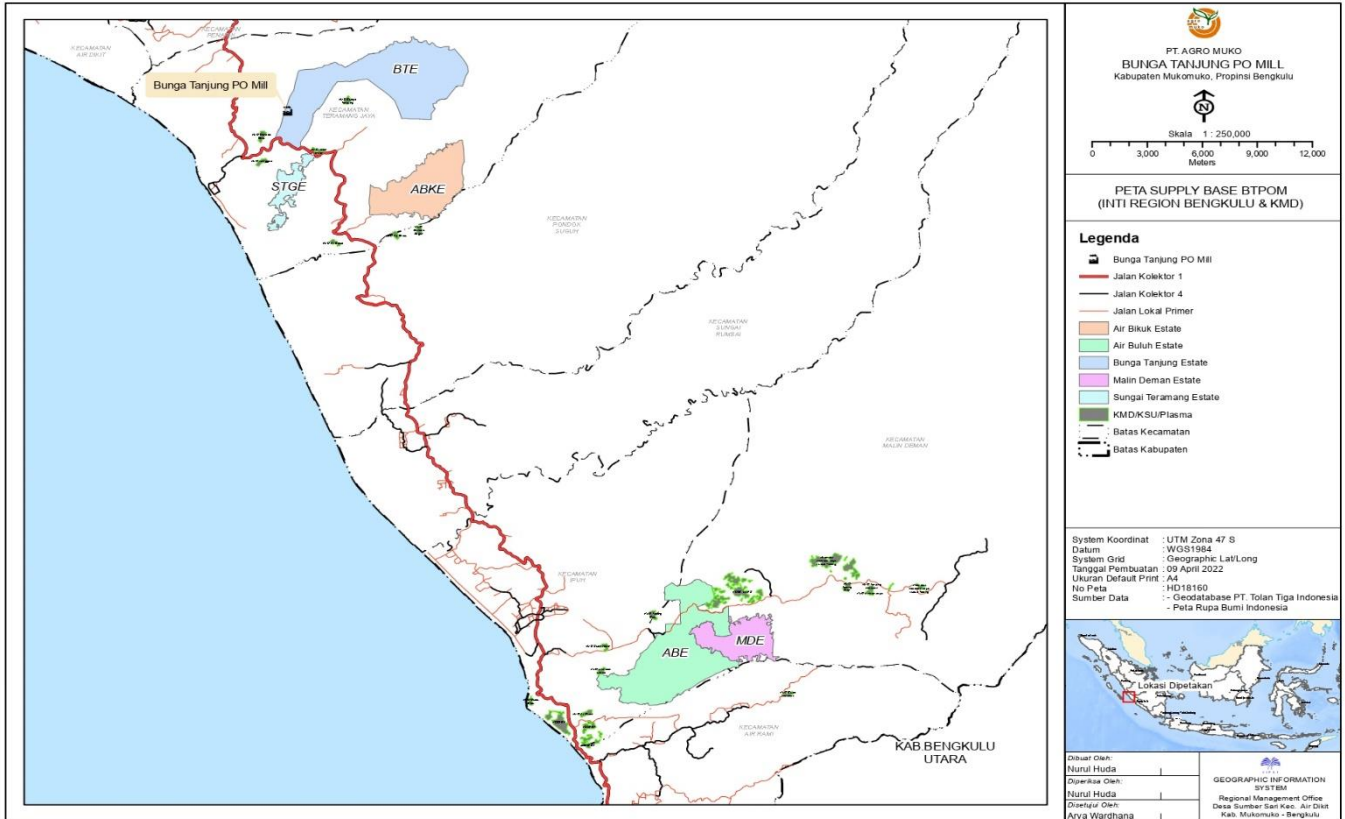 KECAMATAN
AIR DIKIT
Bunga Tanjung PO Mill
BTE
KECAMATAN
TERAMANG JAYA
STGE
ABKE
KECAMATAN
PONDOK
SUGUH
KECAMATAN
SUNGAI
RUMBAI
KECAMATAN
MALIN DEMAN
KECAMATAN
IPUH
ABE
MDE
KECAMATAN
AIR RAMI
KAB.BENGKULU
UTARA
PT. AGRO MUKO
BUNGA TANJUNG PO MILL
Kabupaten Mukomuko, Propinsi Bengkulu
N
Skala 1 : 250,000
0 3,000 6,000 9,000 12,000
Meters
PETA SUPPLY BASE BTPOM
(INTI REGION BENGKULU & KMD)
Legenda
Bunga Tanjung PO Mill
Jalan Kolektor 1
Jalan Kolektor 4
Jalan Lokal Primer
Air Bikuk Estate
Air Buluh Estate
Bunga Tanjung Estate
Malin Deman Estate
Sungai Teramang Estate
KMD/KSU/Plasma
Batas Kecamatan
Batas Kabupaten
System Koordinat : UTM Zona 47 S
Datum : WGS1984
System Grid : Geographic Lat/Long
Tanggal Pembuatan : 09 April 2022
Ukuran Default Print : A4
No Peta : HD18160
Sumber Data : - Geodatabase PT. Tolan Tiga Indonesia
- Peta Rupa Bumi Indonesia
Lokasi Dipetakan
Dibuat Oleh:
Nurul Huda
Diperiksa Oleh:
Nurul Huda
Disetujui Oleh:
Arya Wardhana
GEOGRAPHIC INFORMATION
SYSTEM
Regional Management Office
Desa Sumber Sari Kec. Air Dikit
Kab. Mukomuko - Bengkulu